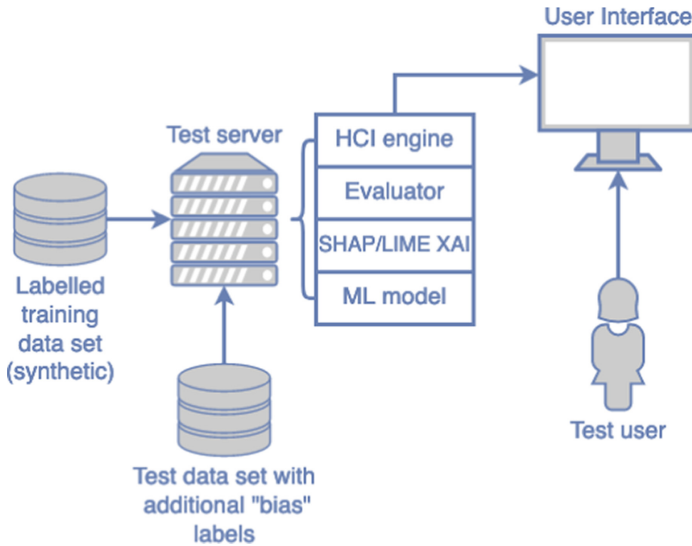 User Interface
Test server
HCI engine
Evaluator
SHAP/LIME XAI
ML model
Labelled
training
data set
(synthetic)
Test data set with
additional "bias"
labels
Test user